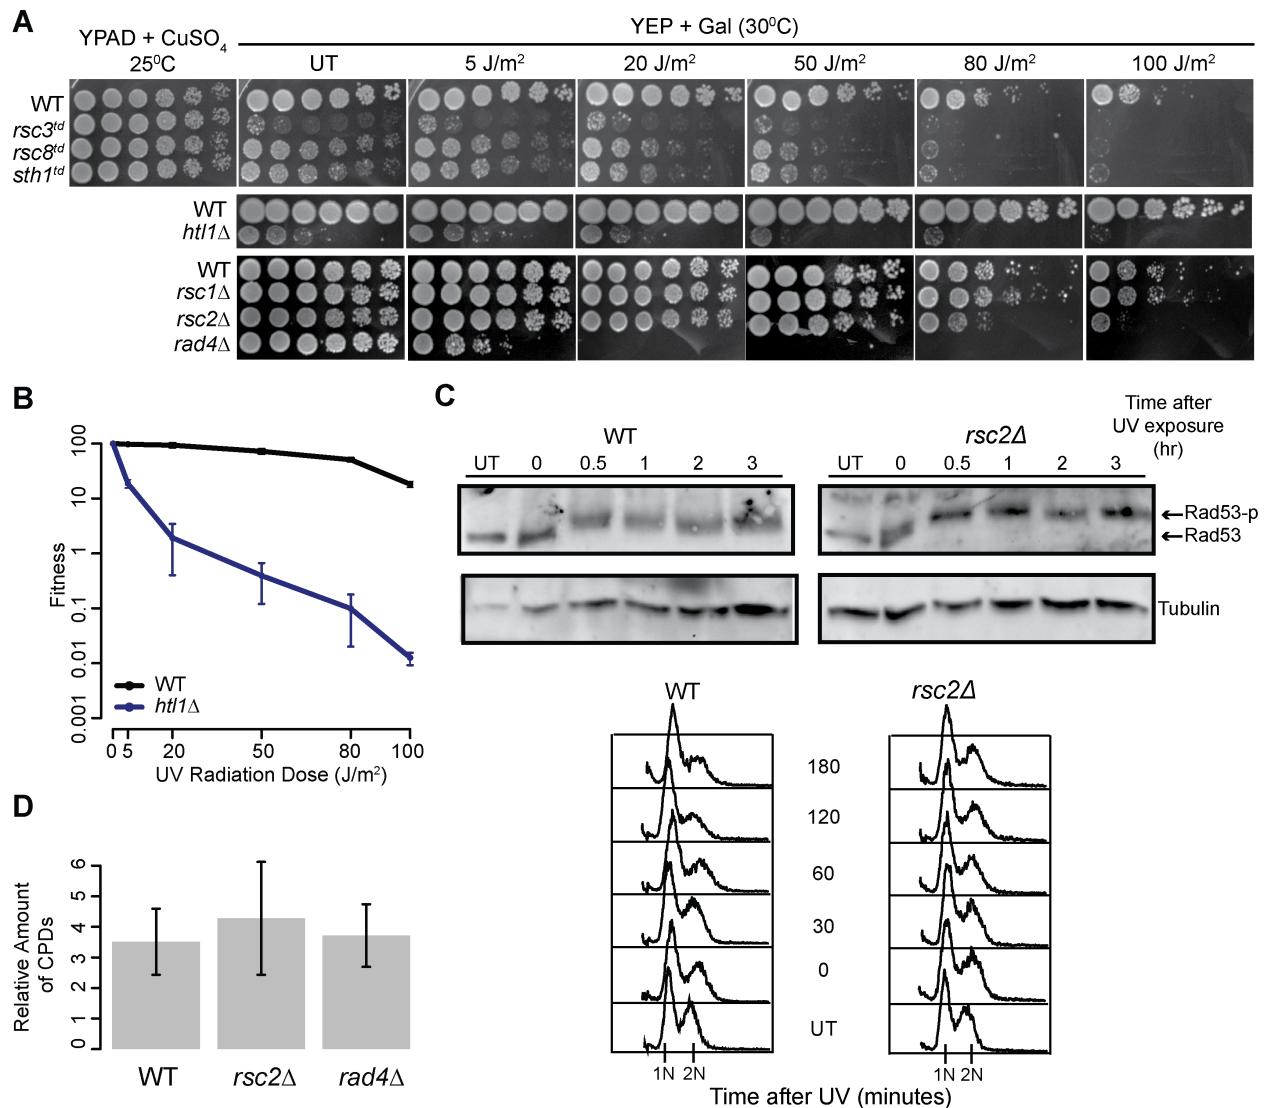 A
YPAD + CuSO4
25⁰C
YEP + Gal (30⁰C)
UT 5 J/m² 20 J/m² 50 J/m² 80 J/m² 100 J/m²
WT
rsc3ᵗᵈ
rsc8ᵗᵈ
sth1ᵗᵈ
WT
htl1Δ
WT
rsc1Δ
rsc2Δ
rad4Δ
B
Fitness
100
10
1
0.1
0.01
0.001
WT
htl1Δ
0 5 20 50 80 100
UV Radiation Dose (J/m²)
C
WT
rsc2Δ
Time after
UV exposure
(hr)
UT 0 0.5 1 2 3
UT 0 0.5 1 2 3
←Rad53-p
←Rad53
Tubulin
WT
rsc2Δ
180
120
60
30
0
UT
1N 2N
1N 2N
Time after UV (minutes)
D
Relative Amount
of CPDs
6
5
4
3
2
1
0
WT rsc2Δ rad4Δ